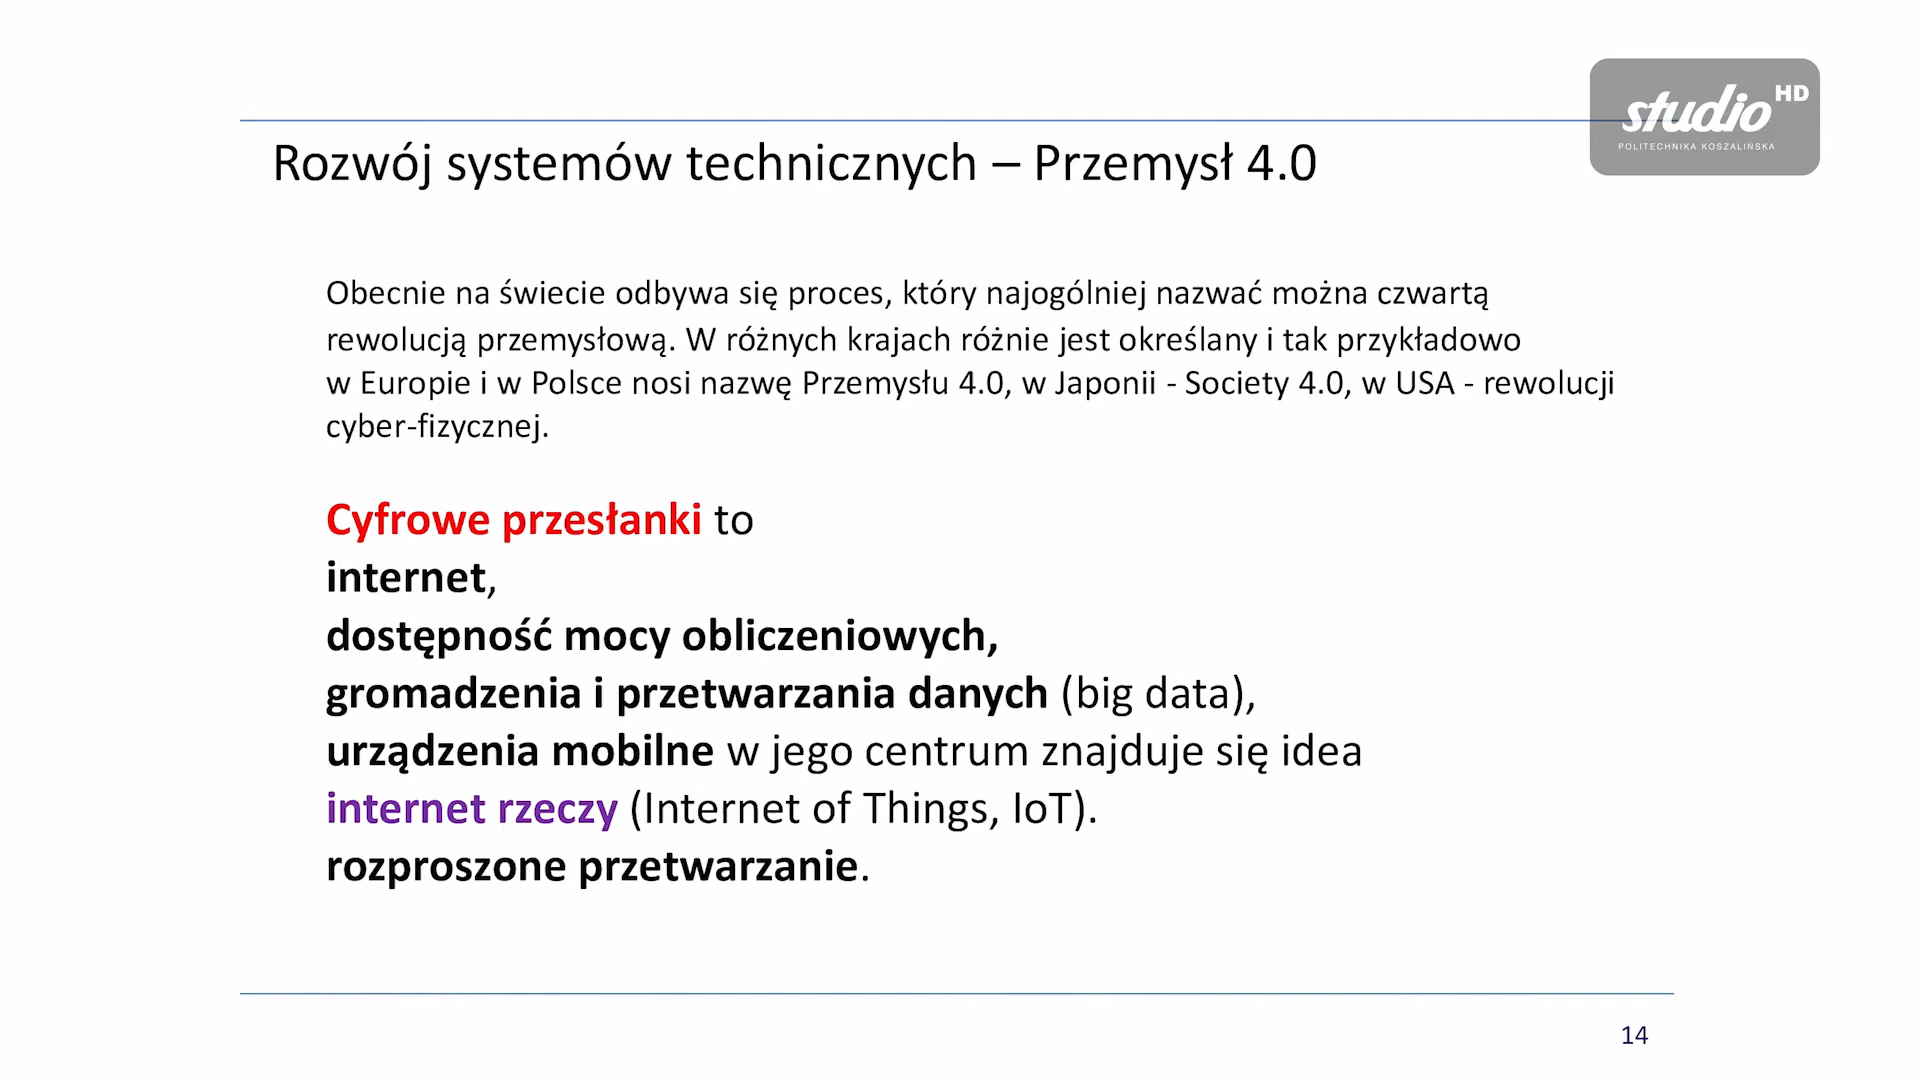 studio HD
POLITECHNIKA KOSZALIŃSKA
Rozwój systemów technicznych – Przemysł 4.0
Obecnie na świecie odbywa się proces, który najogólniej nazwać można czwartą
rewolucją przemysłową. W różnych krajach różnie jest określany i tak przykładowo
w Europie i w Polsce nosi nazwę Przemysłu 4.0, w Japonii - Society 4.0, w USA - rewolucji
cyber-fizycznej.
Cyfrowe przesłanki to
internet,
dostępność mocy obliczeniowych,
gromadzenia i przetwarzania danych (big data),
urządzenia mobilne w jego centrum znajduje się idea
internet rzeczy (Internet of Things, IoT).
rozproszone przetwarzanie.
14